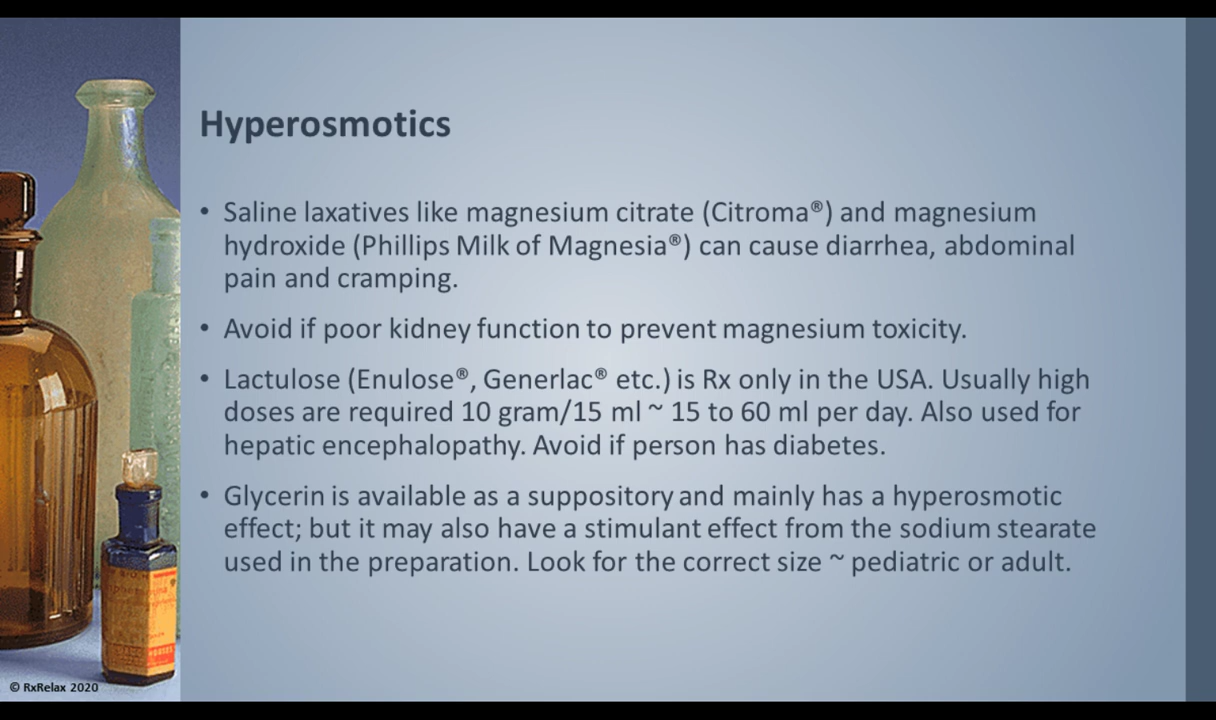 Hyperosmotics
• Saline laxatives like magnesium citrate (Citroma®) and magnesium
hydroxide (Phillips Milk of Magnesia®) can cause diarrhea, abdominal
pain and cramping.
• Avoid if poor kidney function to prevent magnesium toxicity.
• Lactulose (Enulose®, Generlac® etc.) is Rx only in the USA. Usually high
doses are required 10 gram/15 ml ~ 15 to 60 ml per day. Also used for
hepatic encephalopathy. Avoid if person has diabetes.
• Glycerin is available as a suppository and mainly has a hyperosmotic
effect; but it may also have a stimulant effect from the sodium stearate
used in the preparation. Look for the correct size ~ pediatric or adult.
© RxRelax 2020